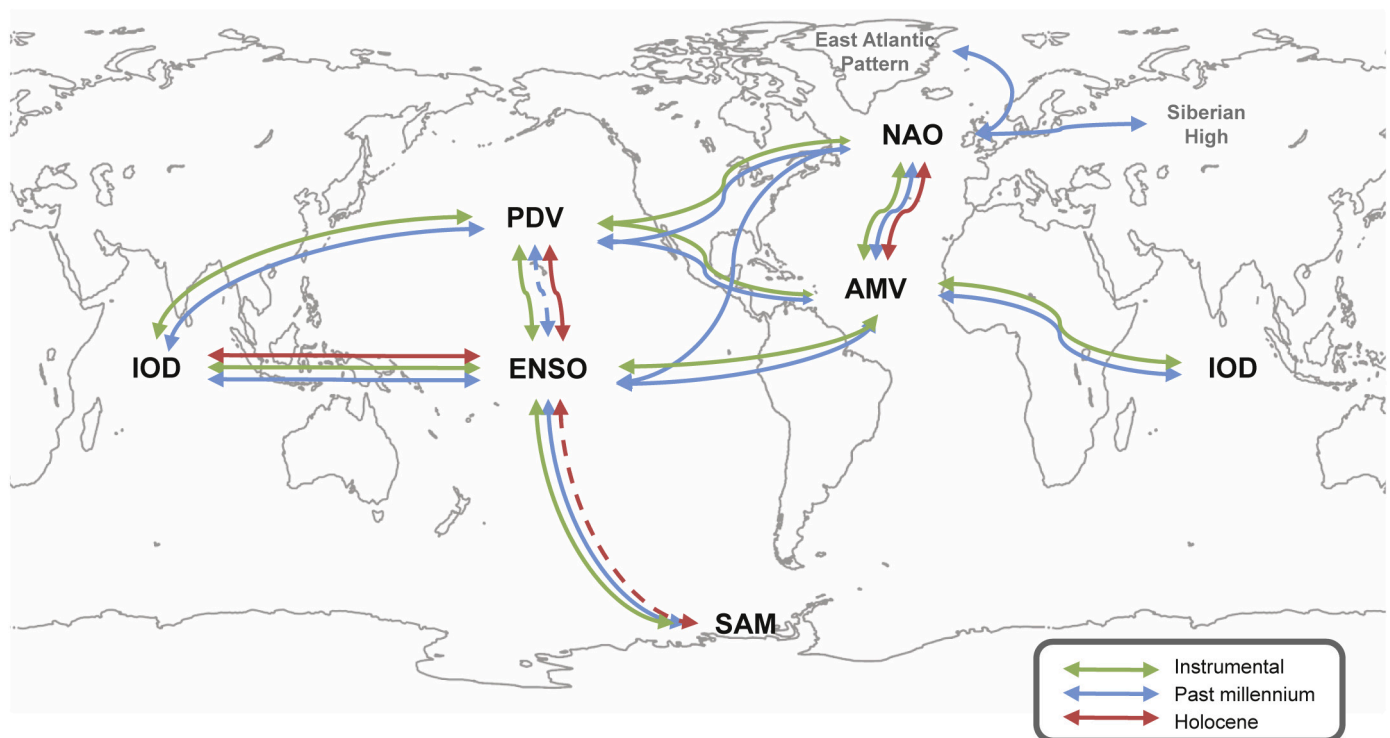 East Atlantic
Pattern
Siberian
High
NAO
PDV
AMV
IOD
ENSO
IOD
SAM
Instrumental
Past millennium
Holocene